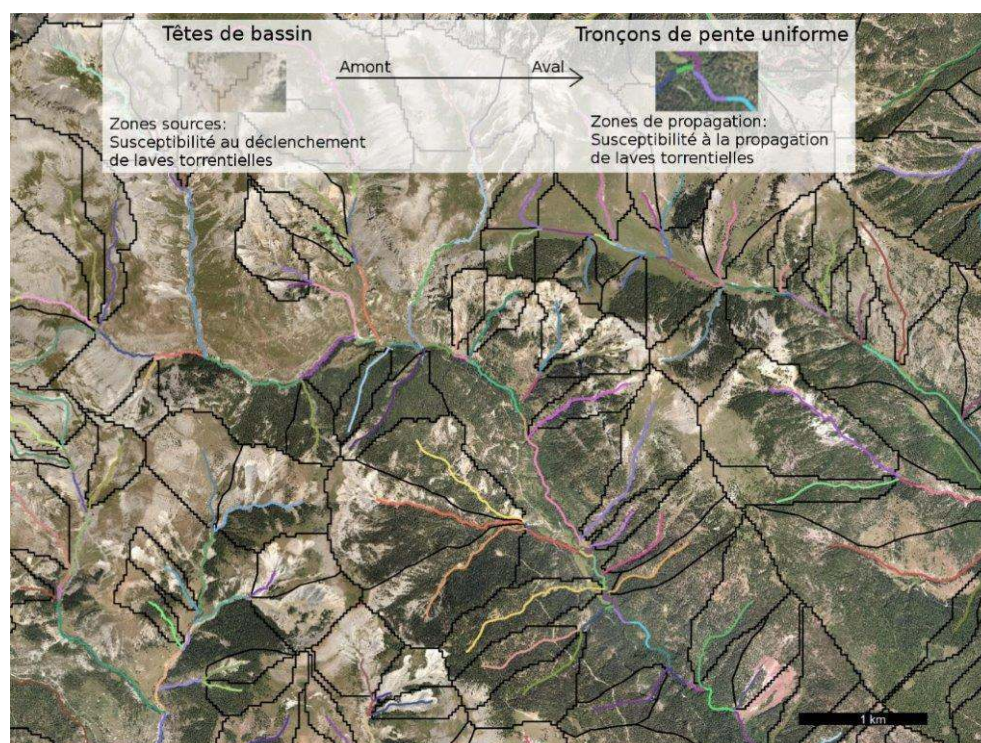 Têtes de bassin
Tronçons de pente uniforme
Amont
Aval
Zones sources:
Susceptibilité au déclenchement
de laves torrentielles
Zones de propagation:
Susceptibilité à la propagation
de laves torrentielles
1 km